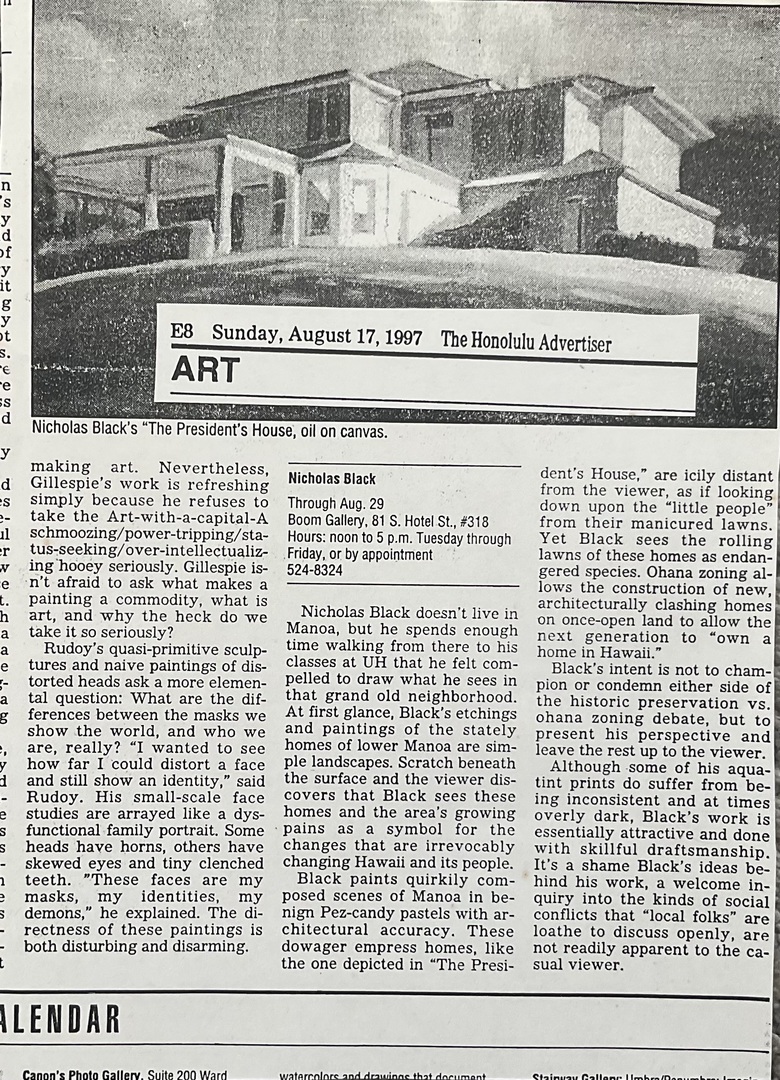 E8 Sunday, August 17, 1997 The Honolulu Advertiser
ART
Nicholas Black's “The President's House, oil on canvas.
making art. Nevertheless,
Gillespie's work is refreshing
simply because he refuses to
take the Art-with-a-capital-A
schmoozing/power-tripping/sta-
tus-seeking/over-intellectualiz-
ing hooey seriously. Gillespie is-
n't afraid to ask what makes a
painting a commodity, what is
art, and why the heck do we
take it so seriously?
Rudoy's quasi-primitive sculp-
tures and naive paintings of dis-
torted heads ask a more elemen-
tal question: What are the dif-
ferences between the masks we
show the world, and who we
are, really? “I wanted to see
how far I could distort a face
and still show an identity,” said
Rudoy. His small-scale face
studies are arrayed like a dys-
functional family portrait. Some
heads have horns, others have
skewed eyes and tiny clenched
teeth. ”These faces are my
masks, my identities, my
demons,” he explained. The di-
rectness of these paintings is
both disturbing and disarming.
Nicholas Black
Through Aug. 29
Boom Gallery, 81 S. Hotel St., #318
Hours: noon to 5 p.m. Tuesday through
Friday, or by appointment
524-8324
Nicholas Black doesn't live in
Manoa, but he spends enough
time walking from there to his
classes at UH that he felt com-
pelled to draw what he sees in
that grand old neighborhood.
At first glance, Black's etchings
and paintings of the stately
homes of lower Manoa are sim-
ple landscapes. Scratch beneath
the surface and the viewer dis-
covers that Black sees these
homes and the area's growing
pains as a symbol for the
changes that are irrevocably
changing Hawaii and its people.
Black paints quirkily com-
posed scenes of Manoa in be-
nign Pez-candy pastels with ar-
chitectural accuracy. These
dowager empress homes, like
the one depicted in “The Presi-
dent's House,” are icily distant
from the viewer, as if looking
down upon the “little people”
from their manicured lawns.
Yet Black sees the rolling
lawns of these homes as endan-
gered species. Ohana zoning al-
lows the construction of new,
architecturally clashing homes
on once-open land to allow the
next generation to “own a
home in Hawaii.”
Black's intent is not to cham-
pion or condemn either side of
the historic preservation vs.
ohana zoning debate, but to
present his perspective and
leave the rest up to the viewer.
Although some of his aqua-
tint prints do suffer from be-
ing inconsistent and at times
overly dark, Black's work is
essentially attractive and done
with skillful draftsmanship.
It's a shame Black's ideas be-
hind his work, a welcome in-
quiry into the kinds of social
conflicts that “local folks” are
loathe to discuss openly, are
not readily apparent to the ca-
sual viewer.
ALENDAR
Canon's Photo Gallery, Suite 200 Ward
watercolors and drawings that document
Stairway Gallery: